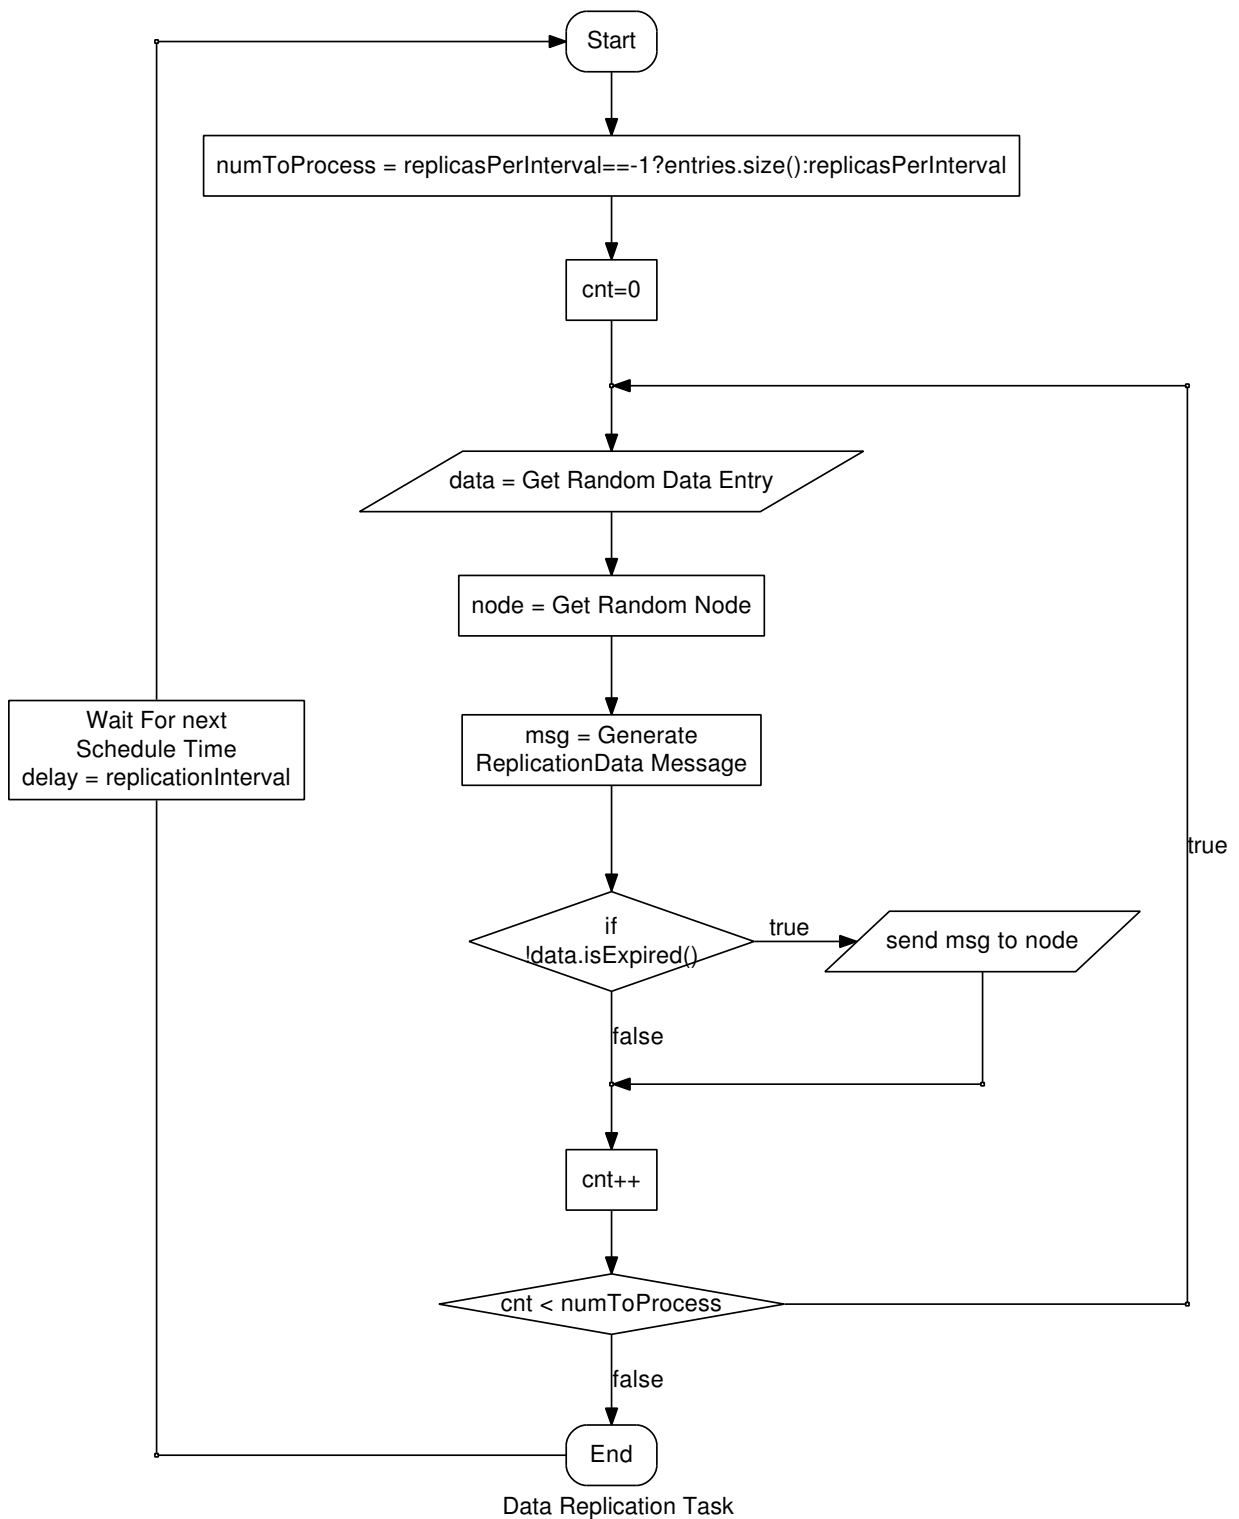 Start
numToProcess = replicasPerInterval==-1?entries.size():replicasPerInterval
cnt=0
data = Get Random Data Entry
node = Get Random Node
Wait For next
Schedule Time
delay = replicationInterval
msg = Generate
ReplicationData Message
true
if
!data.isExpired()
true
send msg to node
false
cnt++
cnt < numToProcess
false
End
Data Replication Task